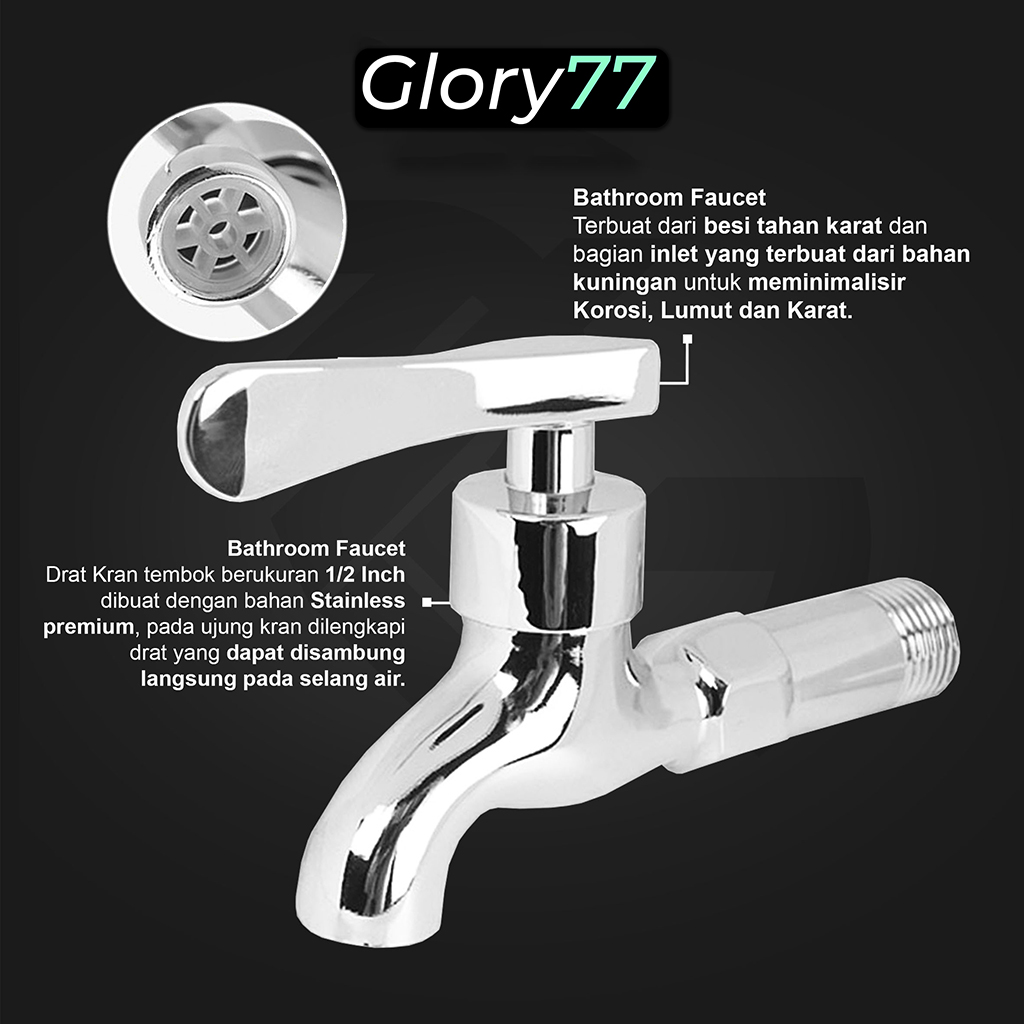 Glory77
Bathroom Faucet
Terbuat dari besi tahan karat dan
bagian inlet yang terbuat dari bahan
kuningan untuk meminimalisir
Korosi, Lumut dan Karat.
Bathroom Faucet
Drat Kran tembok berukuran 1/2 Inch
dibuat dengan bahan Stainless
premium, pada ujung kran dilengkapi
drat yang dapat disambung
langsung pada selang air.